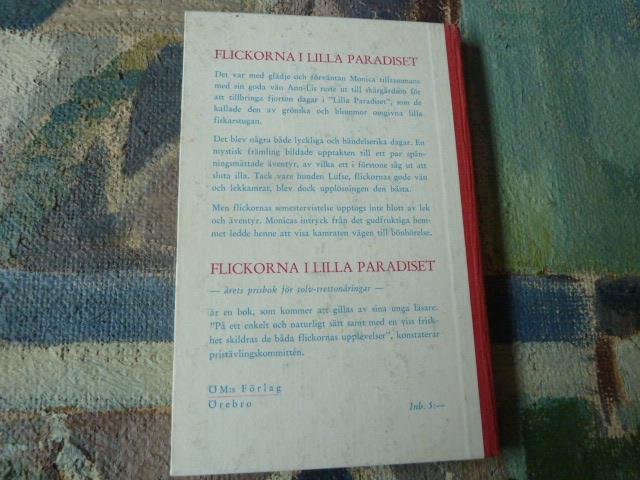 FLICKORNA I LILLA PARADISET
Det var med glädje och förväntan Monica tillsammans
med sin goda vän Ann-Lis reste ut till skärgårdsön för
att tillbringa fjorton dagar i "Lilla Paradiset", som de
kallade den av grönska och blommor omgivna lilla
fiskarstugan.
Det blev några både lyckliga och händelserika dagar. En
mystisk främling bildade upptakten till ett par spän-
ningsmättade äventyr, av vilka ett i förstone såg ut att
sluta illa. Tack vare hunden Lufse, flickornas gode vän
och lekkamrat, blev dock upplösningen den bästa.
Men flickornas semestervistelse upptogs inte blott av lek
och äventyr. Monicas intryck från det gudfruktiga hem-
met ledde henne att visa kamraten vägen till bönhörelse.
FLICKORNA I LILLA PARADISET
— årets prisbok för tolv-trettonåringar —
är en bok, som kommer att gillas av sina unga läsare.
"På ett enkelt och naturligt sätt samt med en viss frisk-
het skildras de båda flickornas upplevelser", konstaterar
pristävlingskommittén.
ÖM:s Förlag
Örebro
Inb. 5:—